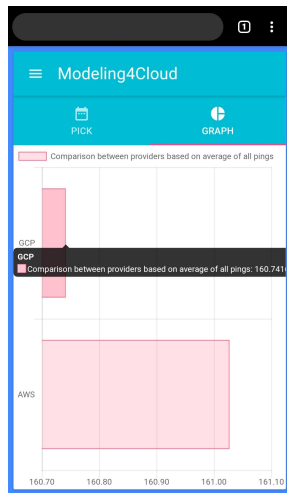 1
Modeling4Cloud
PICK
GRAPH
Comparison between providers based on average of all pings
GCP
GCP
Comparison between providers based on average of all pings: 160.741
AWS
160.70 160.80 160.90 161.00 161.10